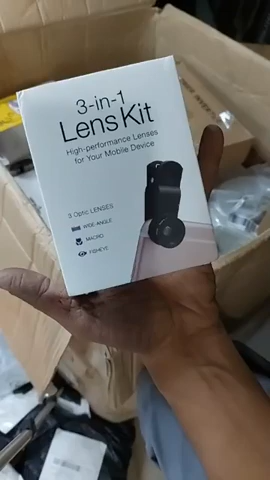 3-in-1
Lens Kit
High-performance Lenses
for Your Mobile Device
3 Optic LENSES
WIDE-ANGLE
MACRO
FISHEYE